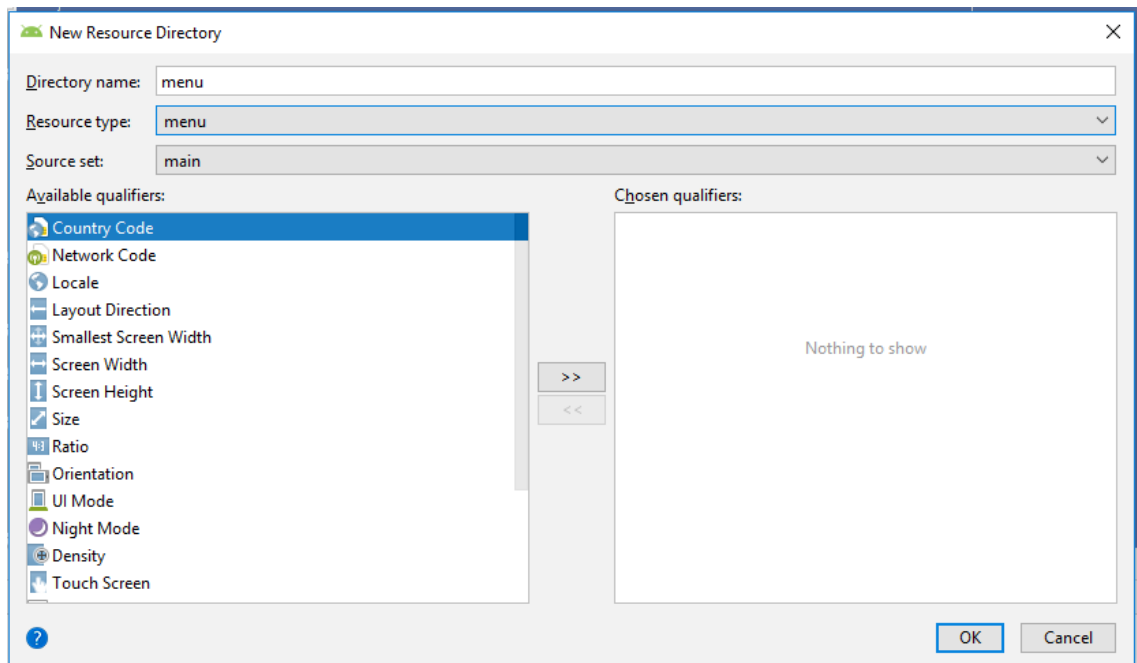 New Resource Directory
Directory name: menu
Resource type: menu
Source set: main
Available qualifiers:
Chosen qualifiers:
Country Code
Network Code
Locale
Layout Direction
Smallest Screen Width
Screen Width
Screen Height
Size
4:3 Ratio
Orientation
UI Mode
Night Mode
Density
Touch Screen
>>
<<
Nothing to show
?
OK
Cancel